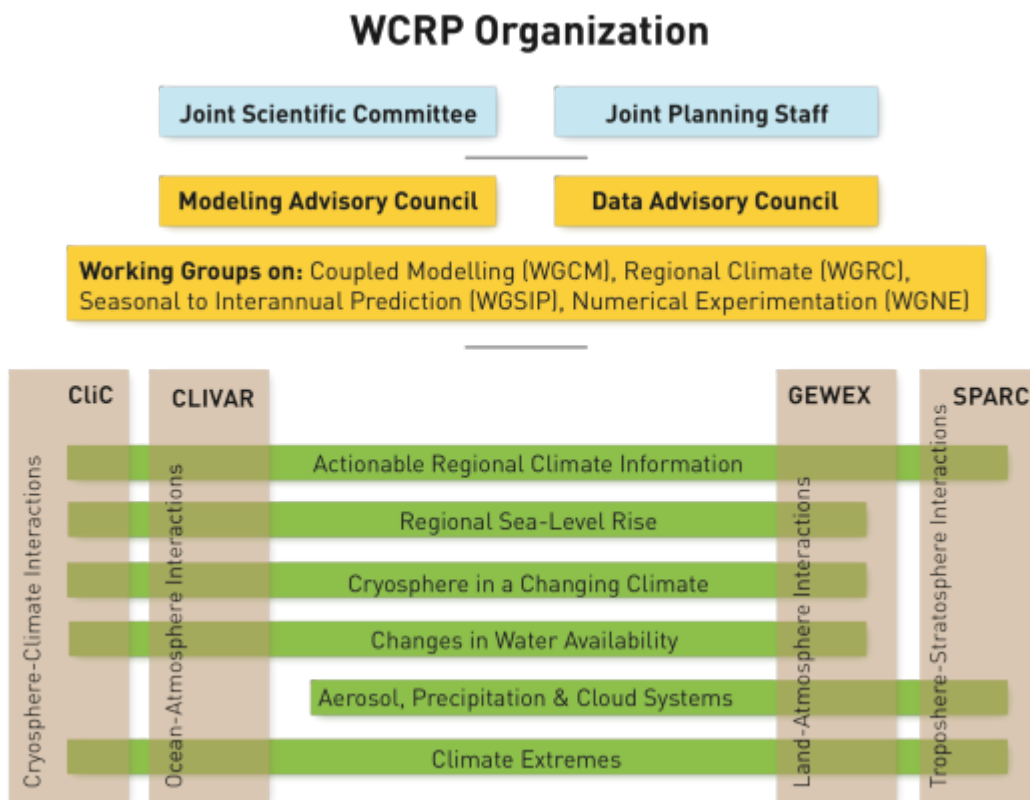 WCRP Organization
Joint Scientific Committee
Joint Planning Staff
Modeling Advisory Council
Data Advisory Council
Working Groups on: Coupled Modelling (WGCM), Regional Climate (WGRC),
Seasonal to Interannual Prediction (WGSIP), Numerical Experimentation (WGNE)
CliC
CLIVAR
GEWEX
SPARC
Cryosphere-Climate Interactions
Ocean-Atmosphere Interactions
Land-Atmosphere Interactions
Troposhere-Stratosphere Interactions
Actionable Regional Climate Information
Regional Sea-Level Rise
Cryosphere in a Changing Climate
Changes in Water Availability
Aerosol, Precipitation & Cloud Systems
Climate Extremes